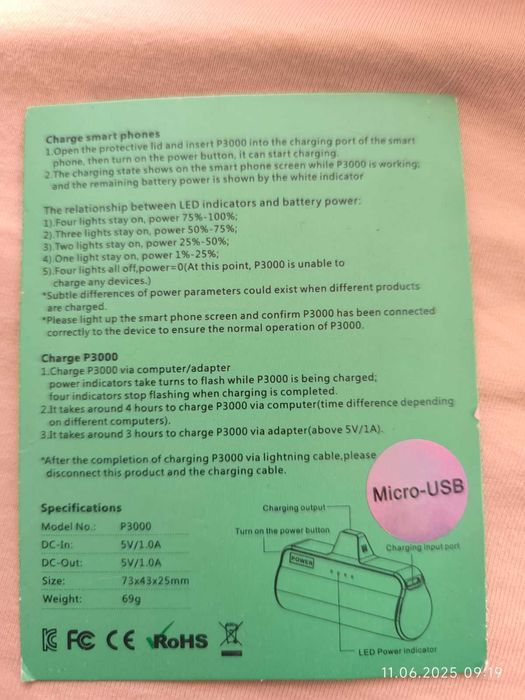 Charge smart phones
1.Open the protective lid and insert P3000 into the charging port of the smart
phone, then turn on the power button, it can start charging.
2.The charging state shows on the smart phone screen while P3000 is working;
and the remaining battery power is shown by the white indicator
The relationship between LED indicators and battery power:
1).Four lights stay on, power 75%-100%;
2).Three lights stay on, power 50%-75%;
3).Two lights stay on, power 25%-50%;
4).One light stay on, power 1%-25%;
5).Four lights all off,power=0(At this point, P3000 is unable to
charge any devices.)
*Subtle differences of power parameters could exist when different products
are charged.
*Please light up the smart phone screen and confirm P3000 has been connected
correctly to the device to ensure the normal operation of P3000.
Charge P3000
1.Charge P3000 via computer/adapter
power indicators take turns to flash while P3000 is being charged;
four indicators stop flashing when charging is completed.
2.It takes around 4 hours to charge P3000 via computer(time difference depending
on different computers).
3.It takes around 3 hours to charge P3000 via adapter(above 5V/1A).
*After the completion of charging P3000 via lightning cable,please
disconnect this product and the charging cable.
Micro-USB
Specifications
Model No.: P3000
DC-In: 5V/1.0A
DC-Out: 5V/1.0A
Size: 73x43x25mm
Weight: 69g
Charging output
Turn on the power button
Charging input port
POWER
LED Power indicator
FC CE RoHS
11.06.2025 09:19